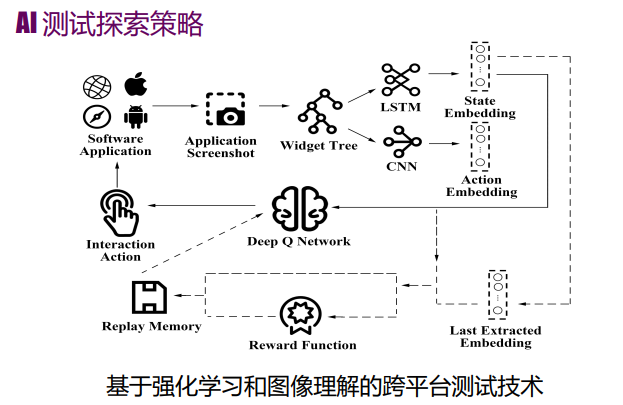 AI 测试探索策略
Software
Application
Application
Screenshot
Widget Tree
LSTM
CNN
State
Embedding
Action
Embedding
Interaction
Action
Deep Q Network
Replay Memory
Reward Function
Last Extracted
Embedding
基于强化学习和图像理解的跨平台测试技术